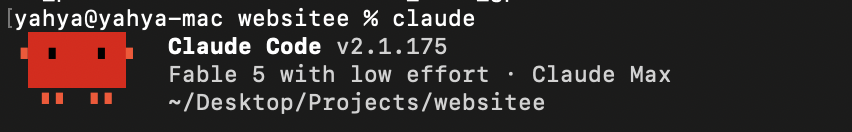 [yahya@yahya-mac websitee % claude
Claude Code v2.1.175
Fable 5 with low effort · Claude Max
~/Desktop/Projects/websitee